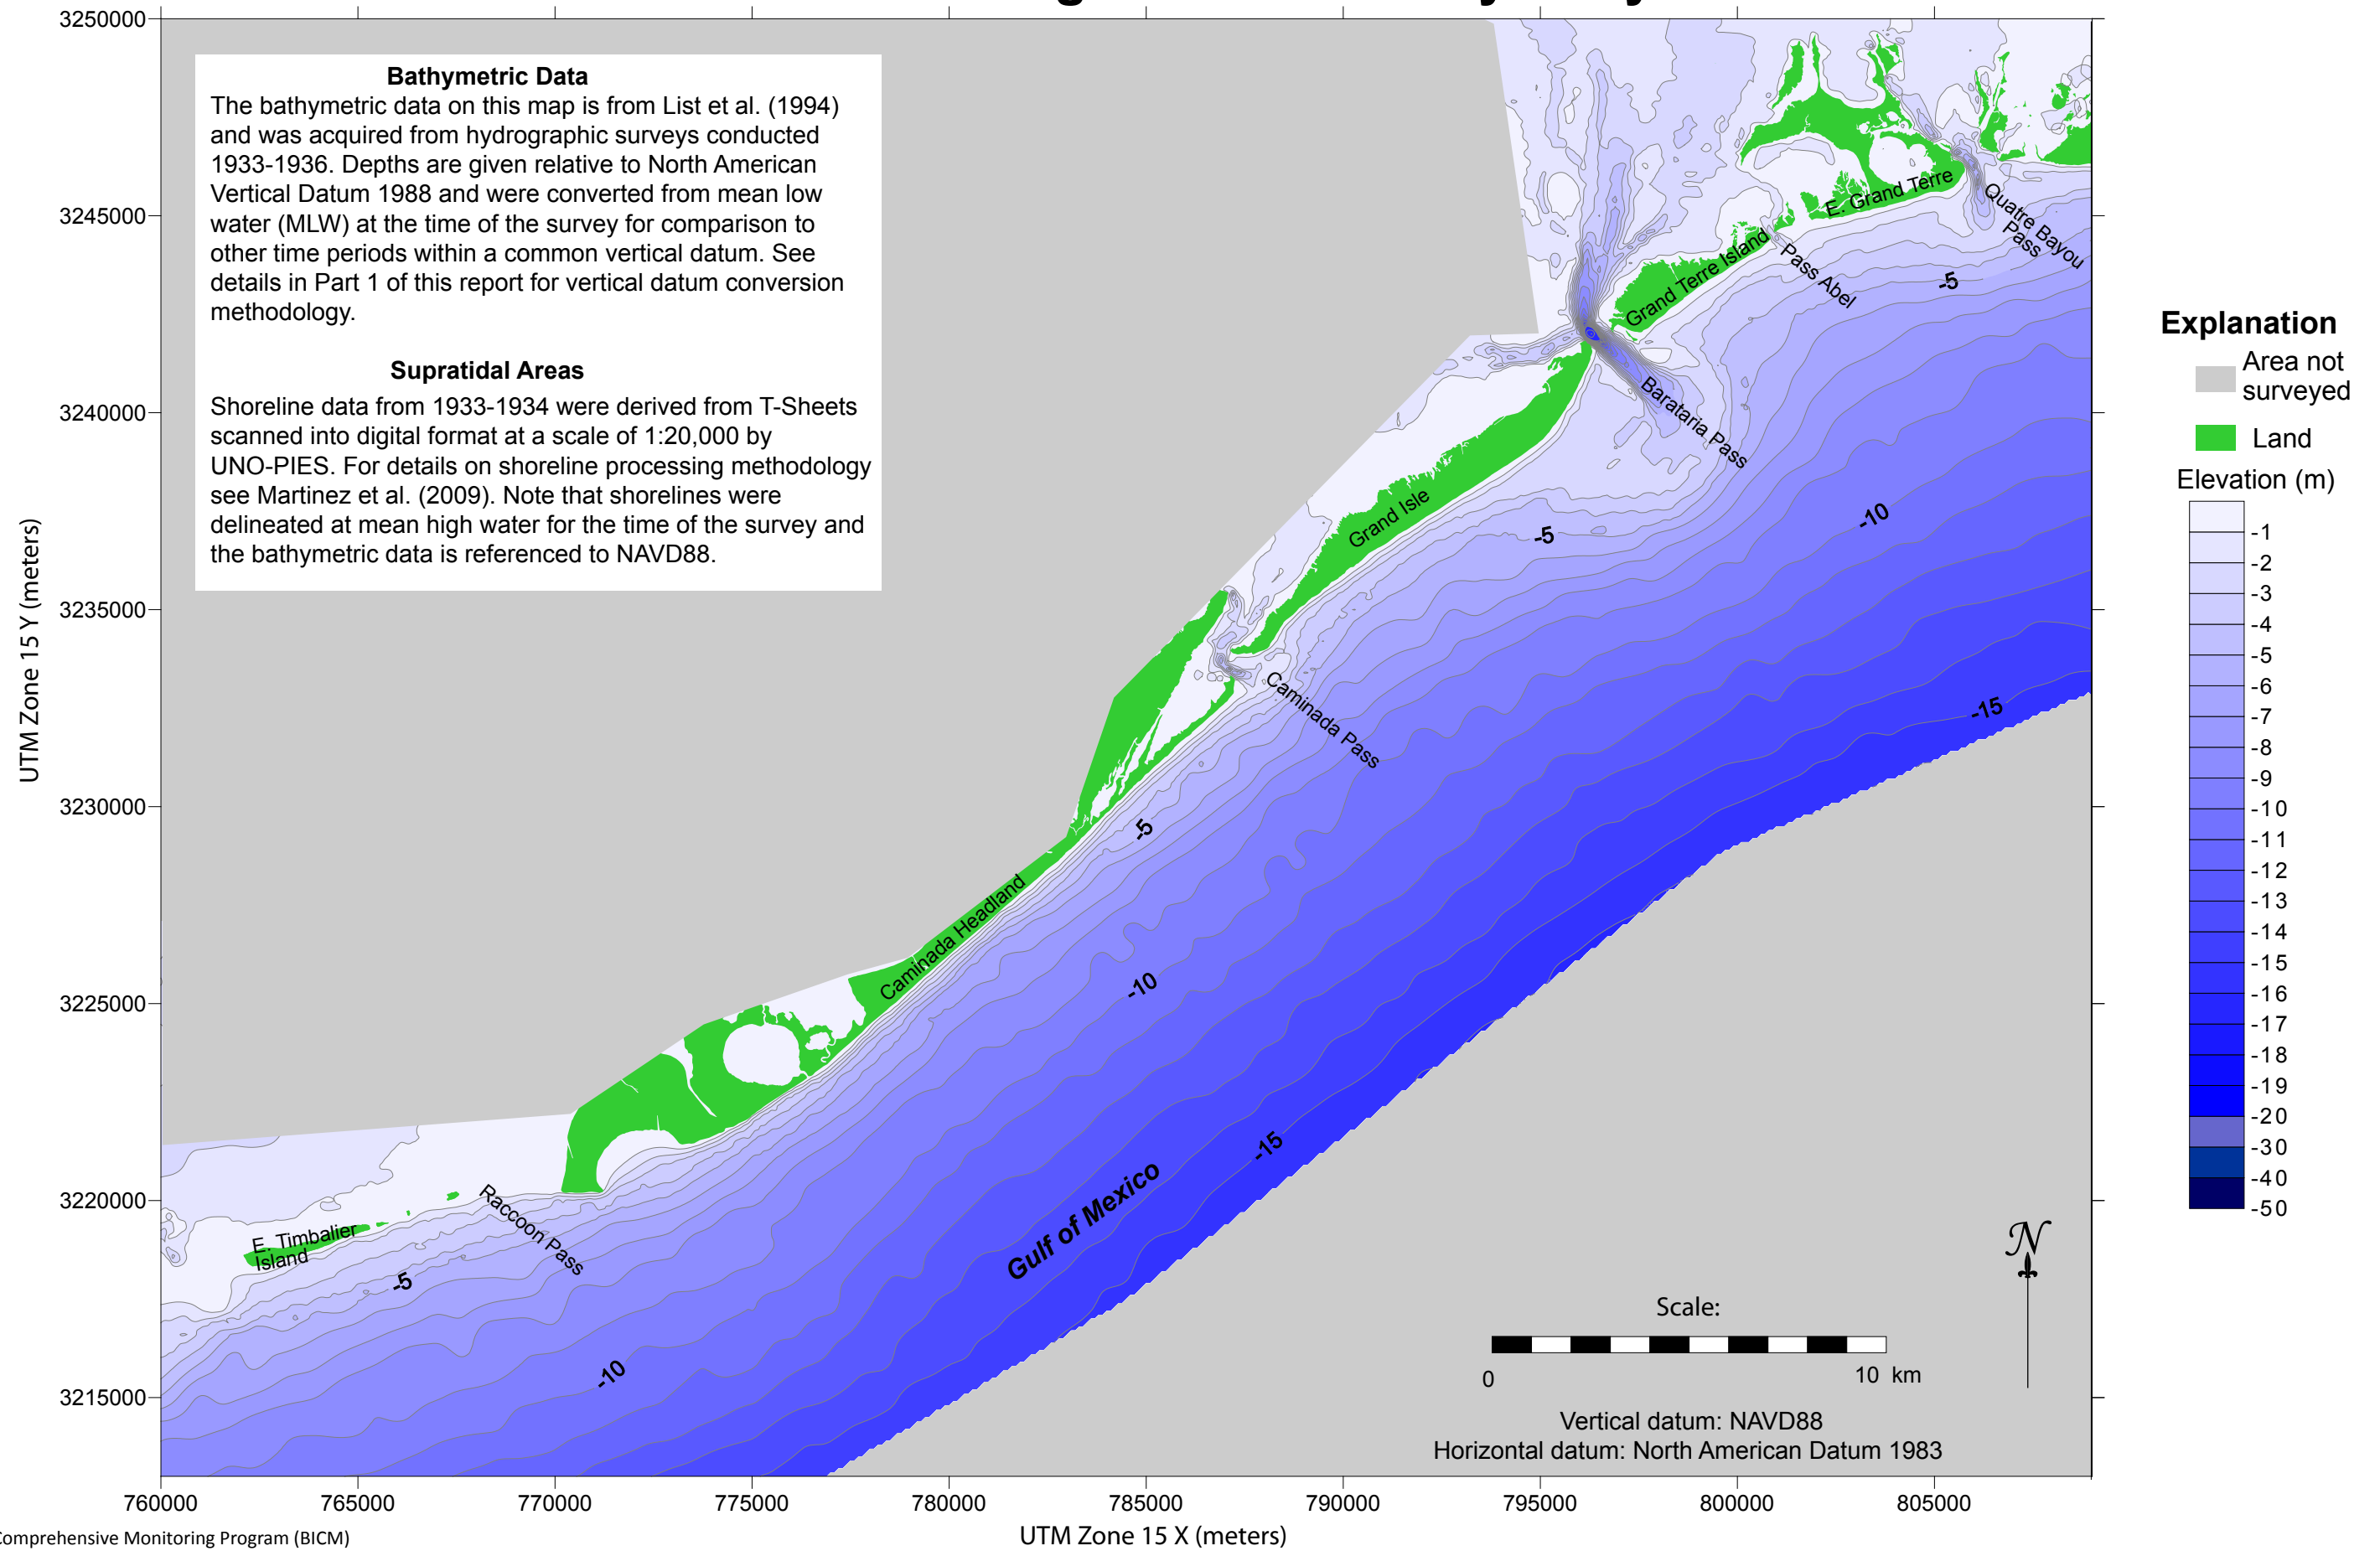 Bathymetric Data
The bathymetric data on this map is from List et al. (1994)
and was acquired from hydrographic surveys conducted
1933-1936. Depths are given relative to North American
Vertical Datum 1988 and were converted from mean low
water (MLW) at the time of the survey for comparison to
other time periods within a common vertical datum. See
details in Part 1 of this report for vertical datum conversion
methodology.
Supratidal Areas
Shoreline data from 1933-1934 were derived from T-Sheets
scanned into digital format at a scale of 1:20,000 by
UNO-PIES. For details on shoreline processing methodology
see Martinez et al. (2009). Note that shorelines were
delineated at mean high water for the time of the survey and
the bathymetric data is referenced to NAVD88.
UTM Zone 15 Y (meters)
3250000
3245000
3240000
3235000
3230000
3225000
3220000
3215000
E. Grand Terre
Quatre Bayou
Pass
Grand Terre Island
Pass Abel
-5
Barataria Pass
Grand Isle
-5
-10
Caminada Pass
-15
-5
Caminada Headland
-10
-15
Gulf of Mexico
Raccoon Pass
E. Timbalier
Island
-5
-10
Explanation
Area not
surveyed
Land
Elevation (m)
-1
-2
-3
-4
-5
-6
-7
-8
-9
-10
-11
-12
-13
-14
-15
-16
-17
-18
-19
-20
-30
-40
-50
N
Scale:
0
10 km
Vertical datum: NAVD88
Horizontal datum: North American Datum 1983
760000
765000
770000
775000
780000
785000
790000
795000
800000
805000
UTM Zone 15 X (meters)
Comprehensive Monitoring Program (BICM)